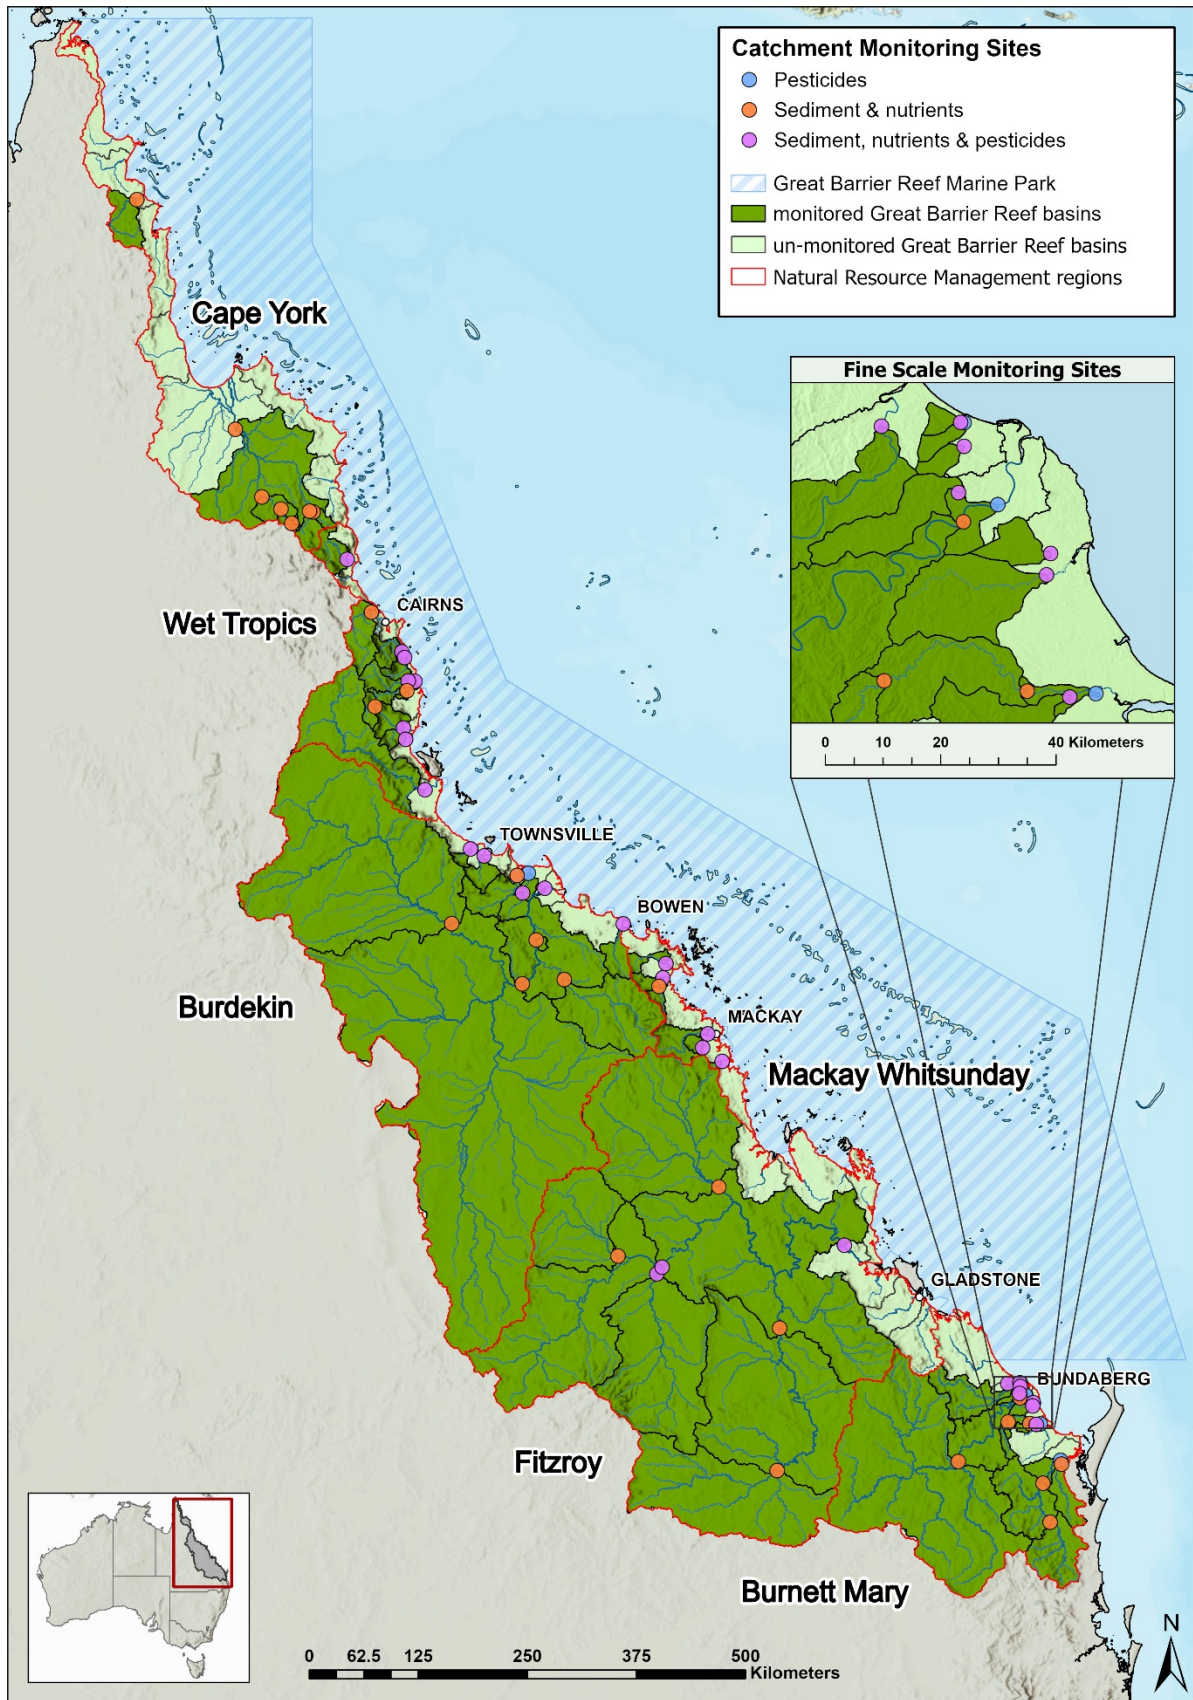 Catchment Monitoring Sites
Pesticides
Sediment & nutrients
Sediment, nutrients & pesticides
Great Barrier Reef Marine Park
monitored Great Barrier Reef basins
un-monitored Great Barrier Reef basins
Natural Resource Management regions
Cape York
Fine Scale Monitoring Sites
0 10 20 40 Kilometers
Wet Tropics
CAIRNS
TOWNSVILLE
BOWEN
Burdekin
MACKAY
Mackay Whitsunday
GLADSTONE
BUNDABERG
Fitzroy
Burnett Mary
N
0 62.5 125 250 375 500
Kilometers